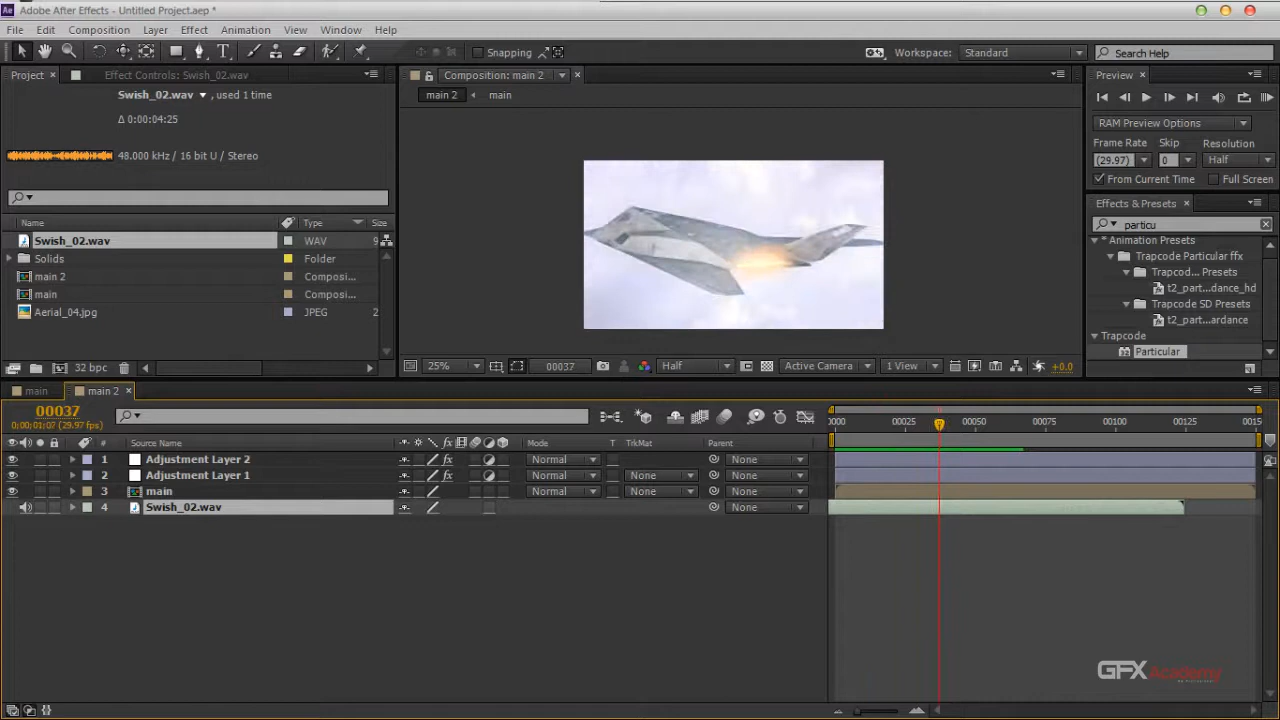 Adobe After Effects - Untitled Project.aep *
File Edit Composition Layer Effect Animation View Window Help
Snapping
Workspace: Standard
Search Help
Project
Effect Controls: Swish_02.wav
Composition: main 2
Preview
Swish_02.wav ▼ , used 1 time
main 2 main
Δ 0:00:04:25
RAM Preview Options
Frame Rate Skip Resolution
48.000 kHz / 16 bit U / Stereo
(29.97) 0 Half
From Current Time Full Screen
Effects & Presets
Name Type Size
particu
Swish_02.wav WAV 9
* Animation Presets
Solids Folder
Trapcode Particular ffx
main 2 Composi...
Trapcod... Presets
main Composi...
t2_part...dance_hd
Aerial_04.jpg JPEG 2
Trapcode SD Presets
t2_part...ardance
Trapcode
Particular
32 bpc
25% 00037 Half Active Camera 1 View +0.0
main main 2
00037
0:00:01:07 (29.97 fps)
0000 00025 00050 00075 00100 00125 0015
# Source Name Mode T TrkMat Parent
1 Adjustment Layer 2 Normal None
2 Adjustment Layer 1 Normal None None
3 main Normal None None
4 Swish_02.wav None
GFX Academy